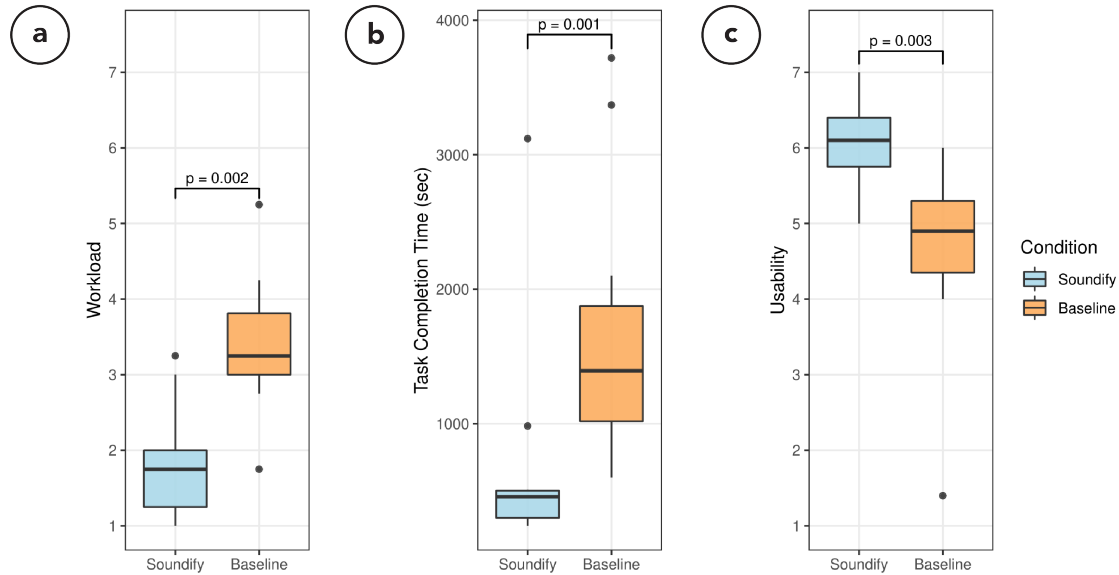 a
Workload
7
6
5
4
3
2
1
p = 0.002
Soundify
Baseline
b
Task Completion Time (sec)
4000
3000
2000
1000
p = 0.001
Soundify
Baseline
c
Usability
7
6
5
4
3
2
1
p = 0.003
Soundify
Baseline
Condition
Soundify
Baseline